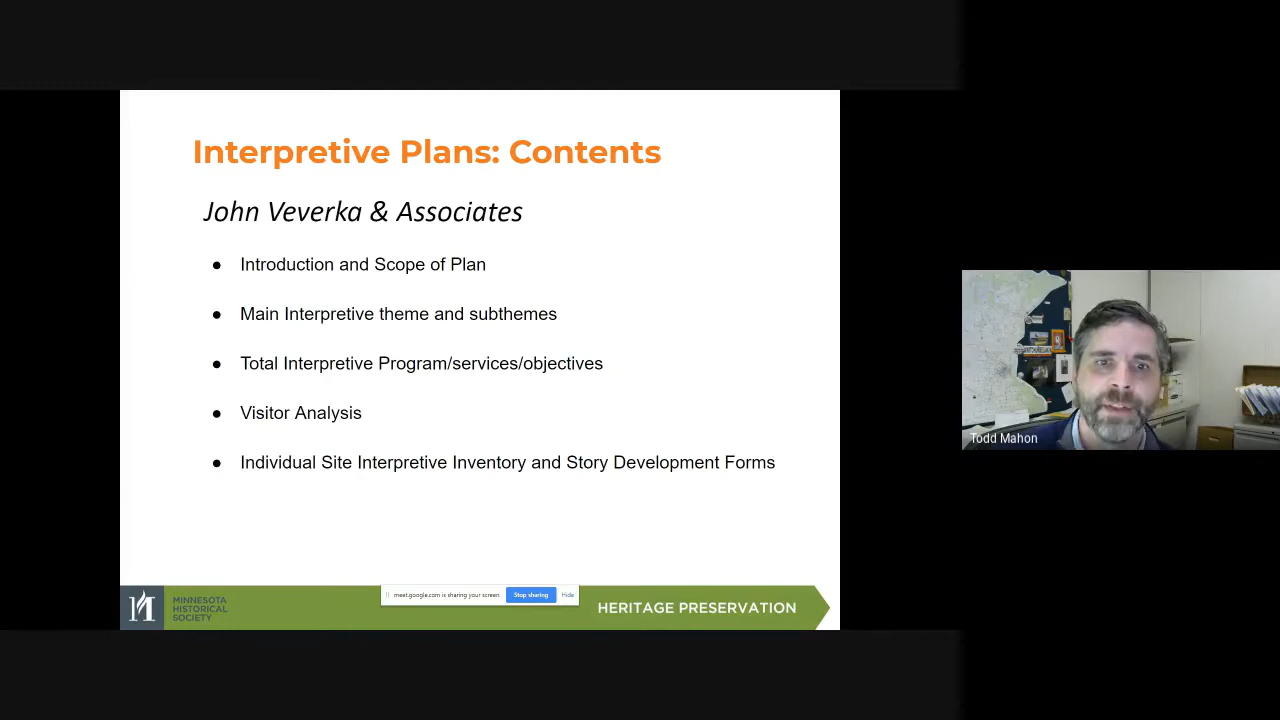 Interpretive Plans: Contents
John Veverka & Associates
● Introduction and Scope of Plan
● Main Interpretive theme and subthemes
● Total Interpretive Program/services/objectives
● Visitor Analysis
● Individual Site Interpretive Inventory and Story Development Forms
MINNESOTA
HISTORICAL
SOCIETY
meet.google.com is sharing your screen.
Stop sharing
Hide
HERITAGE PRESERVATION
Todd Mahon